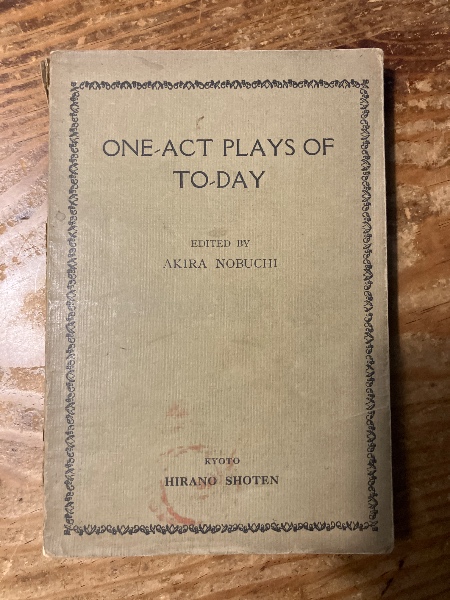 ONE-ACT PLAYS OF
TO-DAY
EDITED BY
AKIRA NOBUCHI
KYOTO
HIRANO SHOTEN